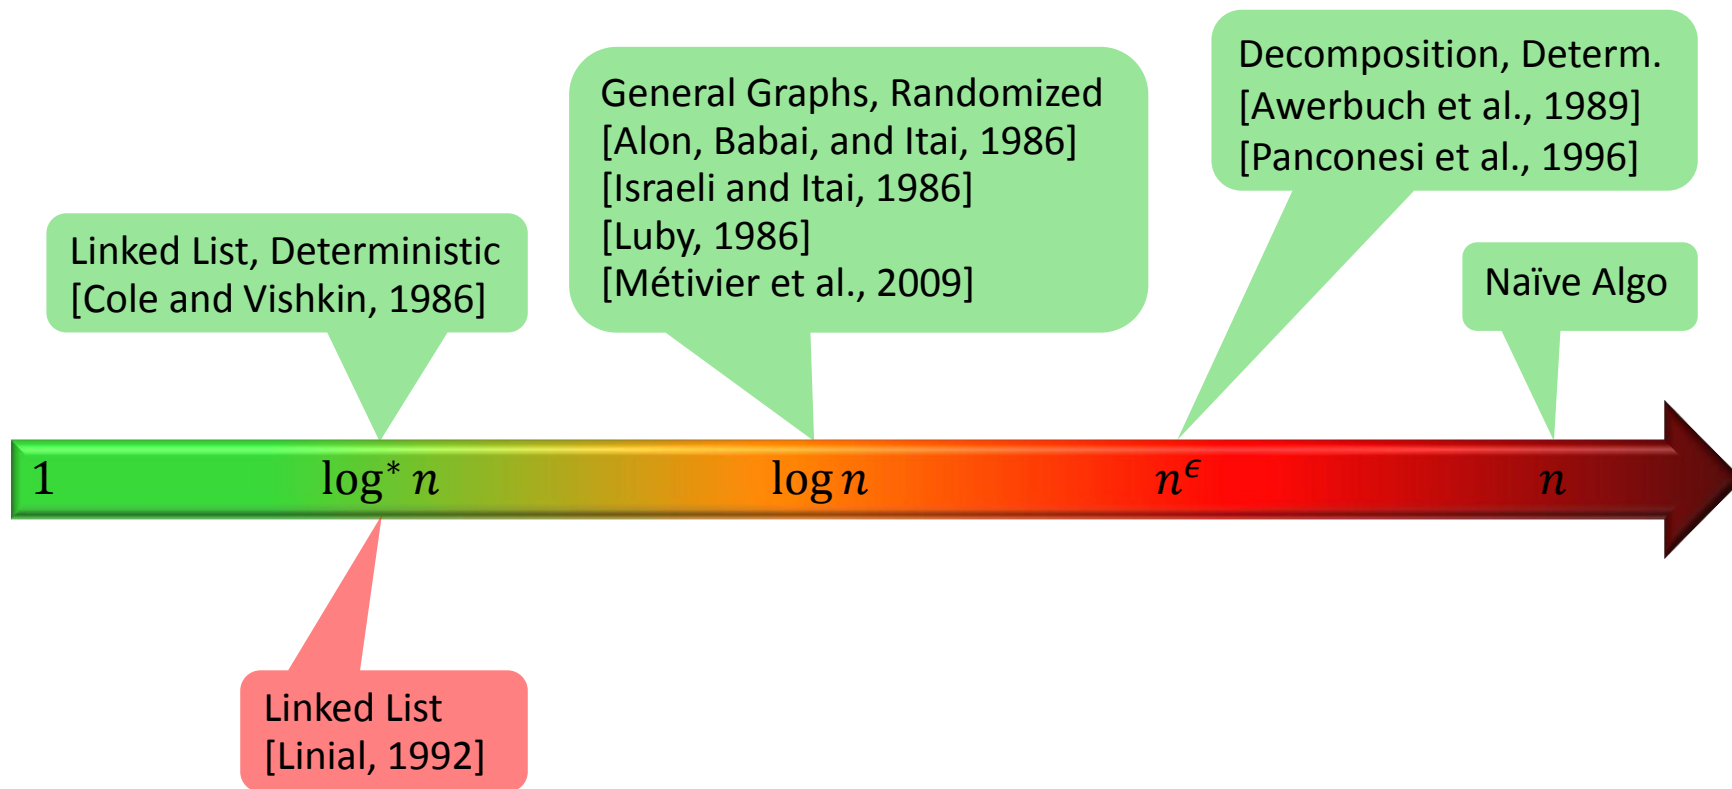 Decomposition, Determ.
[Awerbuch et al., 1989]
[Panconesi et al., 1996]
General Graphs, Randomized
[Alon, Babai, and Itai, 1986]
[Israeli and Itai, 1986]
[Luby, 1986]
[Métivier et al., 2009]
Linked List, Deterministic
[Cole and Vishkin, 1986]
Naïve Algo
1 log* n log n n^ϵ n
Linked List
[Linial, 1992]